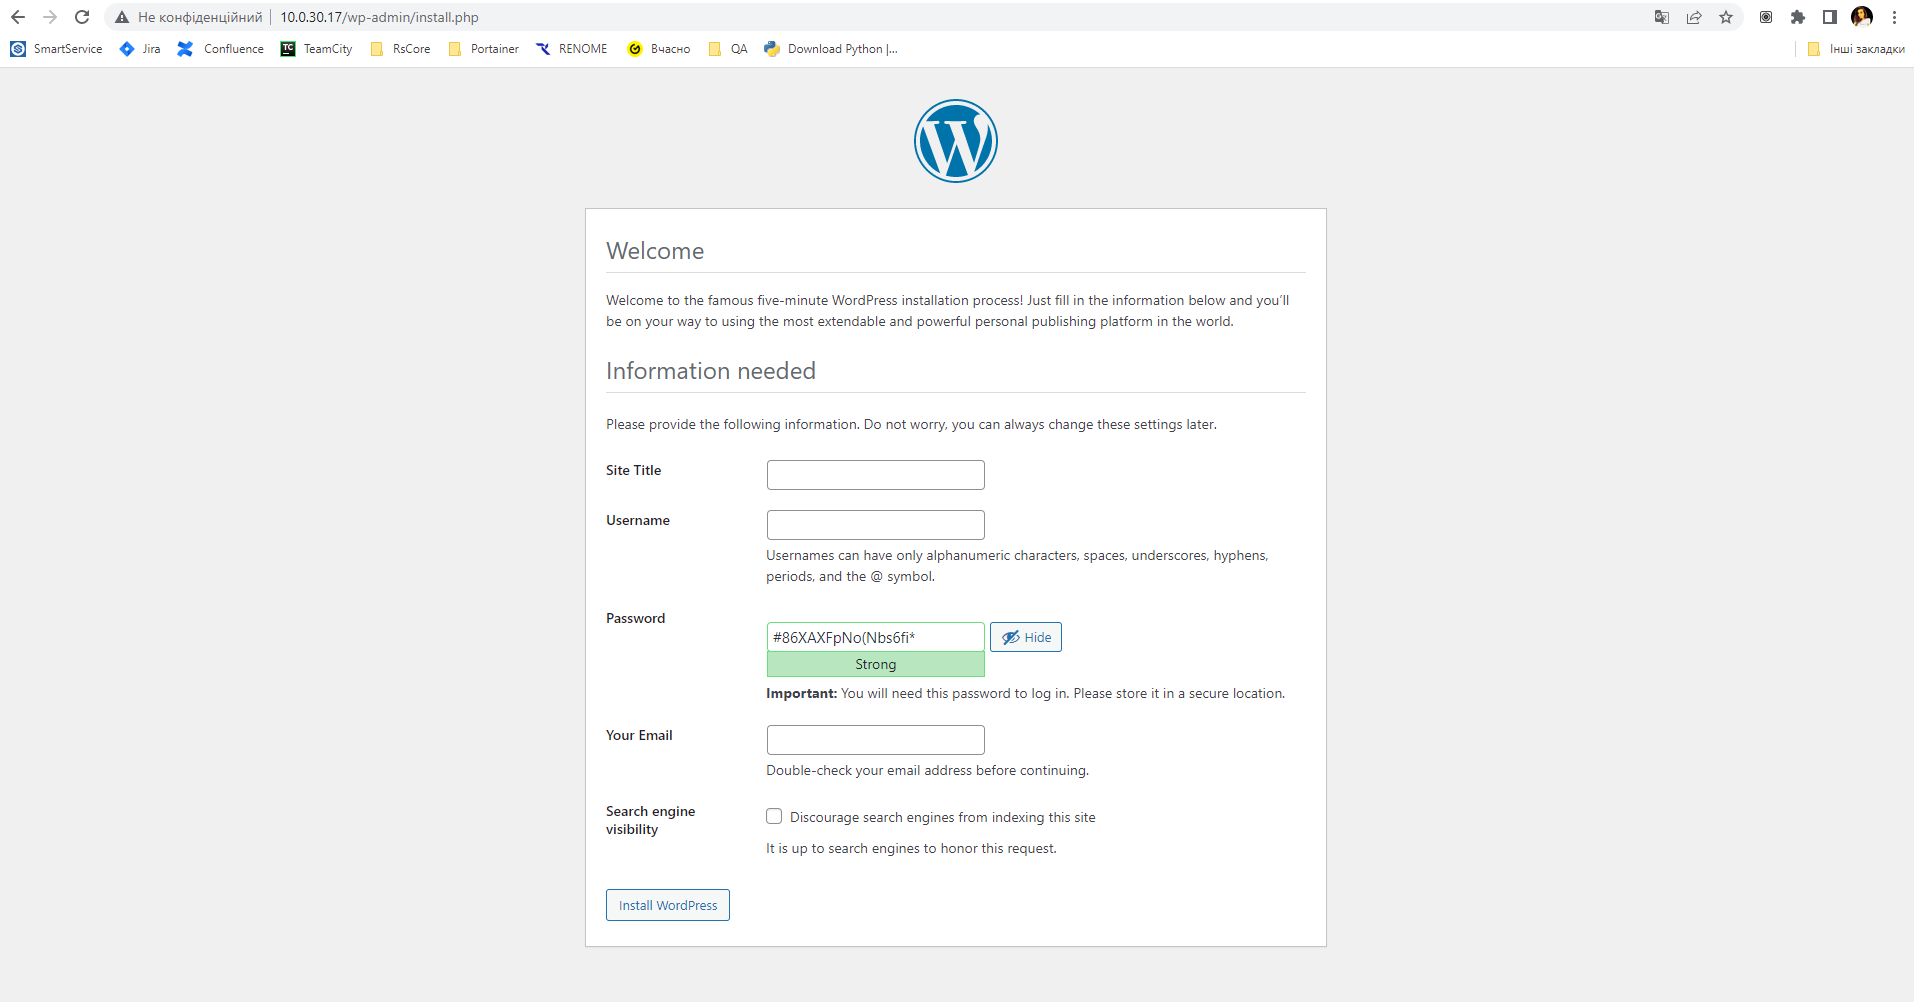 Не конфіденційний
10.0.30.17/wp-admin/install.php
SmartService
Jira
Confluence
TC
TeamCity
RsCore
Portainer
RENOME
Вчасно
QA
Download Python |...
Інші закладки
W
Welcome
Welcome to the famous five-minute WordPress installation process! Just fill in the information below and you’ll
be on your way to using the most extendable and powerful personal publishing platform in the world.
Information needed
Please provide the following information. Do not worry, you can always change these settings later.
Site Title
Username
Usernames can have only alphanumeric characters, spaces, underscores, hyphens,
periods, and the @ symbol.
Password
#86XAXFpNo(Nbs6fi*
Hide
Strong
Important: You will need this password to log in. Please store it in a secure location.
Your Email
Double-check your email address before continuing.
Search engine
visibility
Discourage search engines from indexing this site
It is up to search engines to honor this request.
Install WordPress